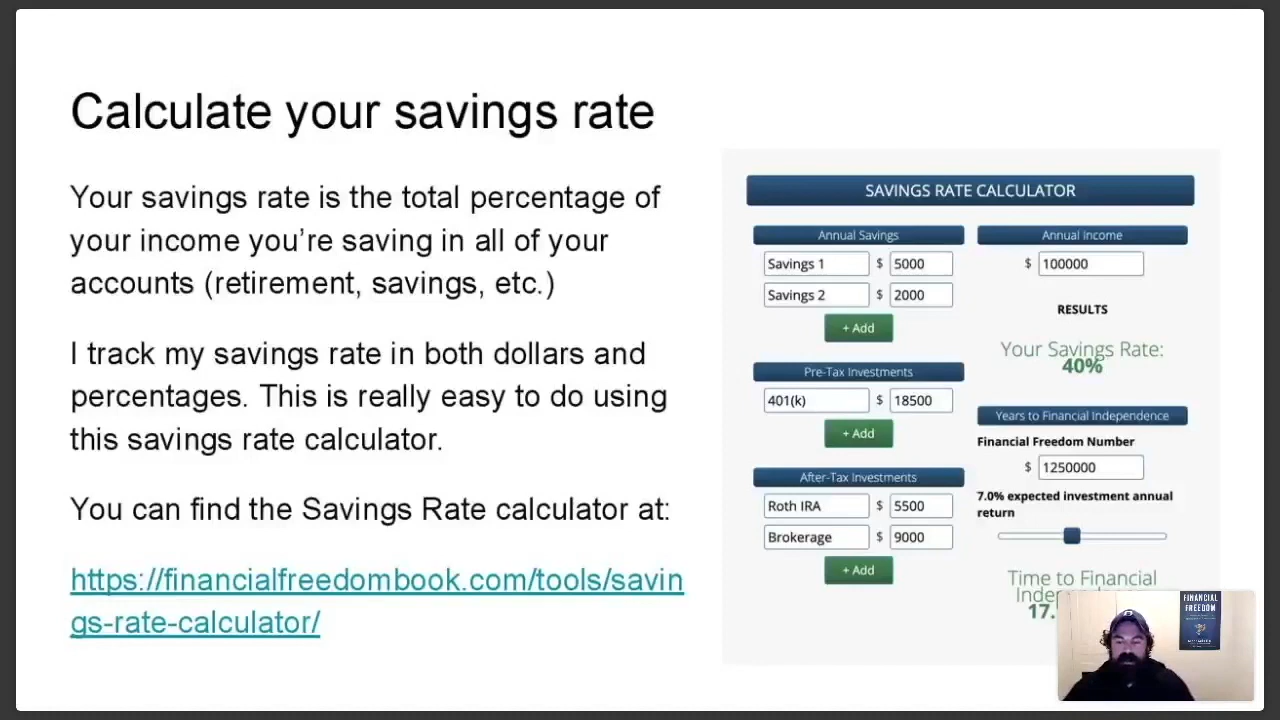 Calculate your savings rate
Your savings rate is the total percentage of
your income you’re saving in all of your
accounts (retirement, savings, etc.)
I track my savings rate in both dollars and
percentages. This is really easy to do using
this savings rate calculator.
You can find the Savings Rate calculator at:
https://financialfreedombook.com/tools/savin
gs-rate-calculator/
SAVINGS RATE CALCULATOR
Annual Savings
Savings 1 $ 5000
Savings 2 $ 2000
+ Add
Pre-Tax Investments
401(k) $ 18500
+ Add
After-Tax Investments
Roth IRA $ 5500
Brokerage $ 9000
+ Add
Annual Income
$ 100000
RESULTS
Your Savings Rate:
40%
Years to Financial Independence
Financial Freedom Number
$ 1250000
7.0% expected investment annual
return
Time to Financial
17.
FINANCIAL
FREEDOM